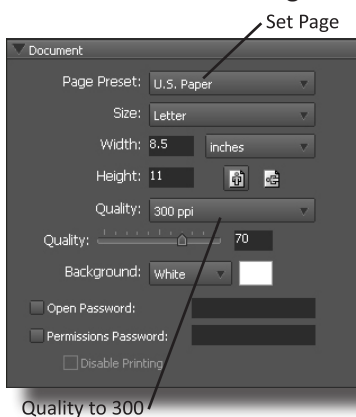 Set Page
Document
Page Preset: U.S. Paper
Size: Letter
Width: 8.5 inches
Height: 11
Quality: 300 ppi
Quality: 70
Background: White
Open Password:
Permissions Password:
Disable Printing
Quality to 300